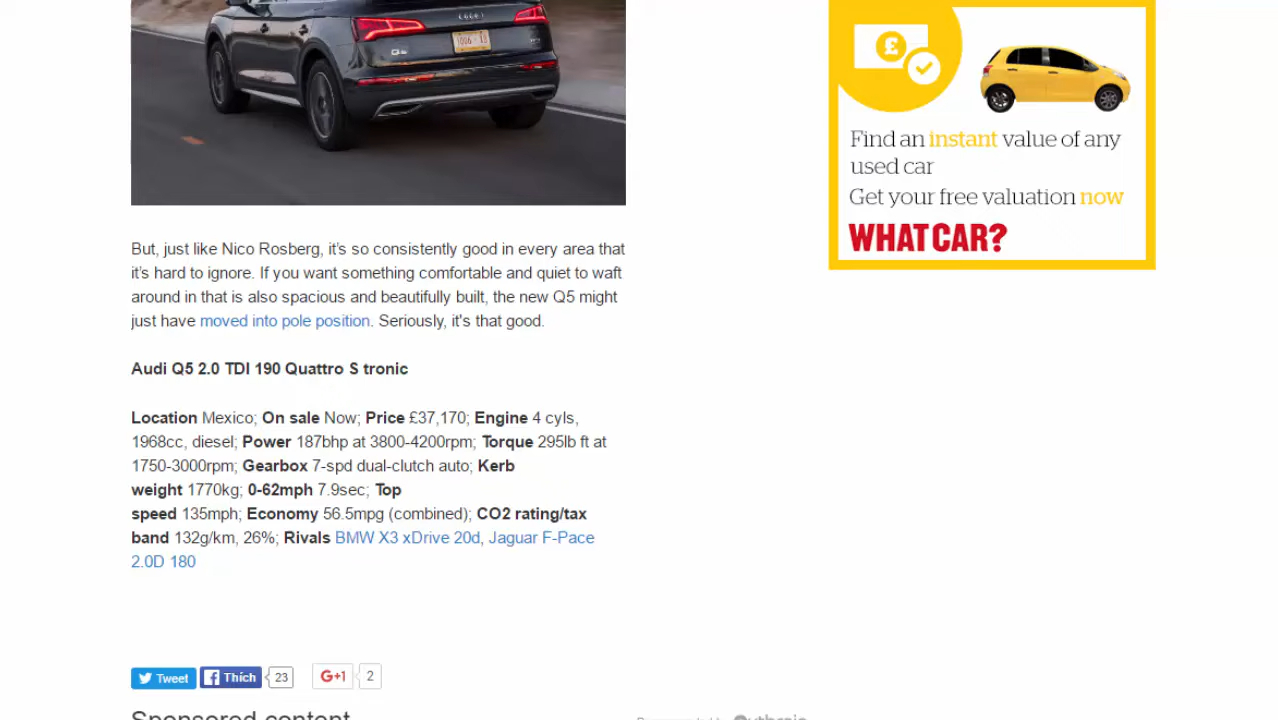 But, just like Nico Rosberg, it's so consistently good in every area that
it's hard to ignore. If you want something comfortable and quiet to waft
around in that is also spacious and beautifully built, the new Q5 might
just have moved into pole position. Seriously, it's that good.
Audi Q5 2.0 TDI 190 Quattro S tronic
Location Mexico; On sale Now; Price £37,170; Engine 4 cyls,
1968cc, diesel; Power 187bhp at 3800-4200rpm; Torque 295lb ft at
1750-3000rpm; Gearbox 7-spd dual-clutch auto; Kerb
weight 1770kg; 0-62mph 7.9sec; Top
speed 135mph; Economy 56.5mpg (combined); CO2 rating/tax
band 132g/km, 26%; Rivals BMW X3 xDrive 20d, Jaguar F-Pace
2.0D 180
Tweet Thích 23 G+1 2
Sponsored content
£
Find an instant value of any
used car
Get your free valuation now
WHAT CAR?